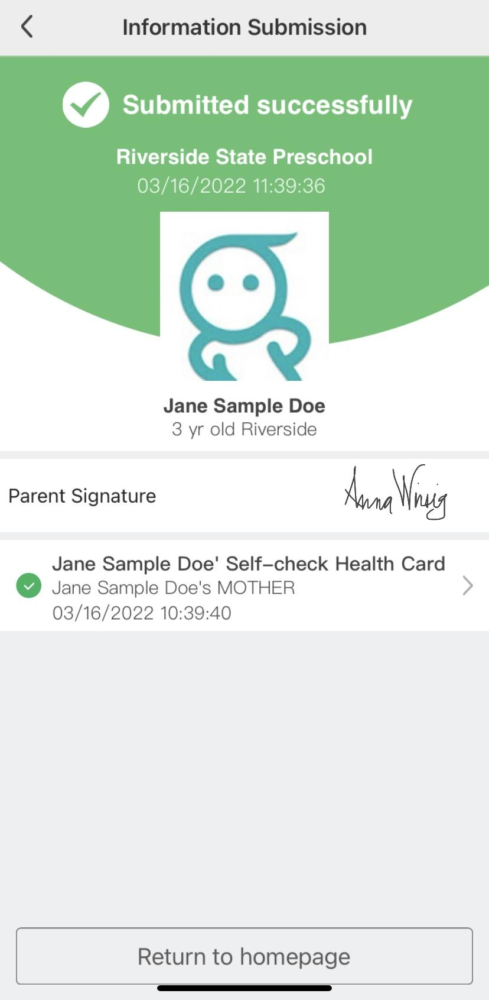 Information Submission
Submitted successfully
Riverside State Preschool
03/16/2022 11:39:36
Jane Sample Doe
3 yr old Riverside
Parent Signature
Anna
Jane Sample Doe' Self-check Health Card
Jane Sample Doe's MOTHER
03/16/2022 10:39:40
Return to homepage